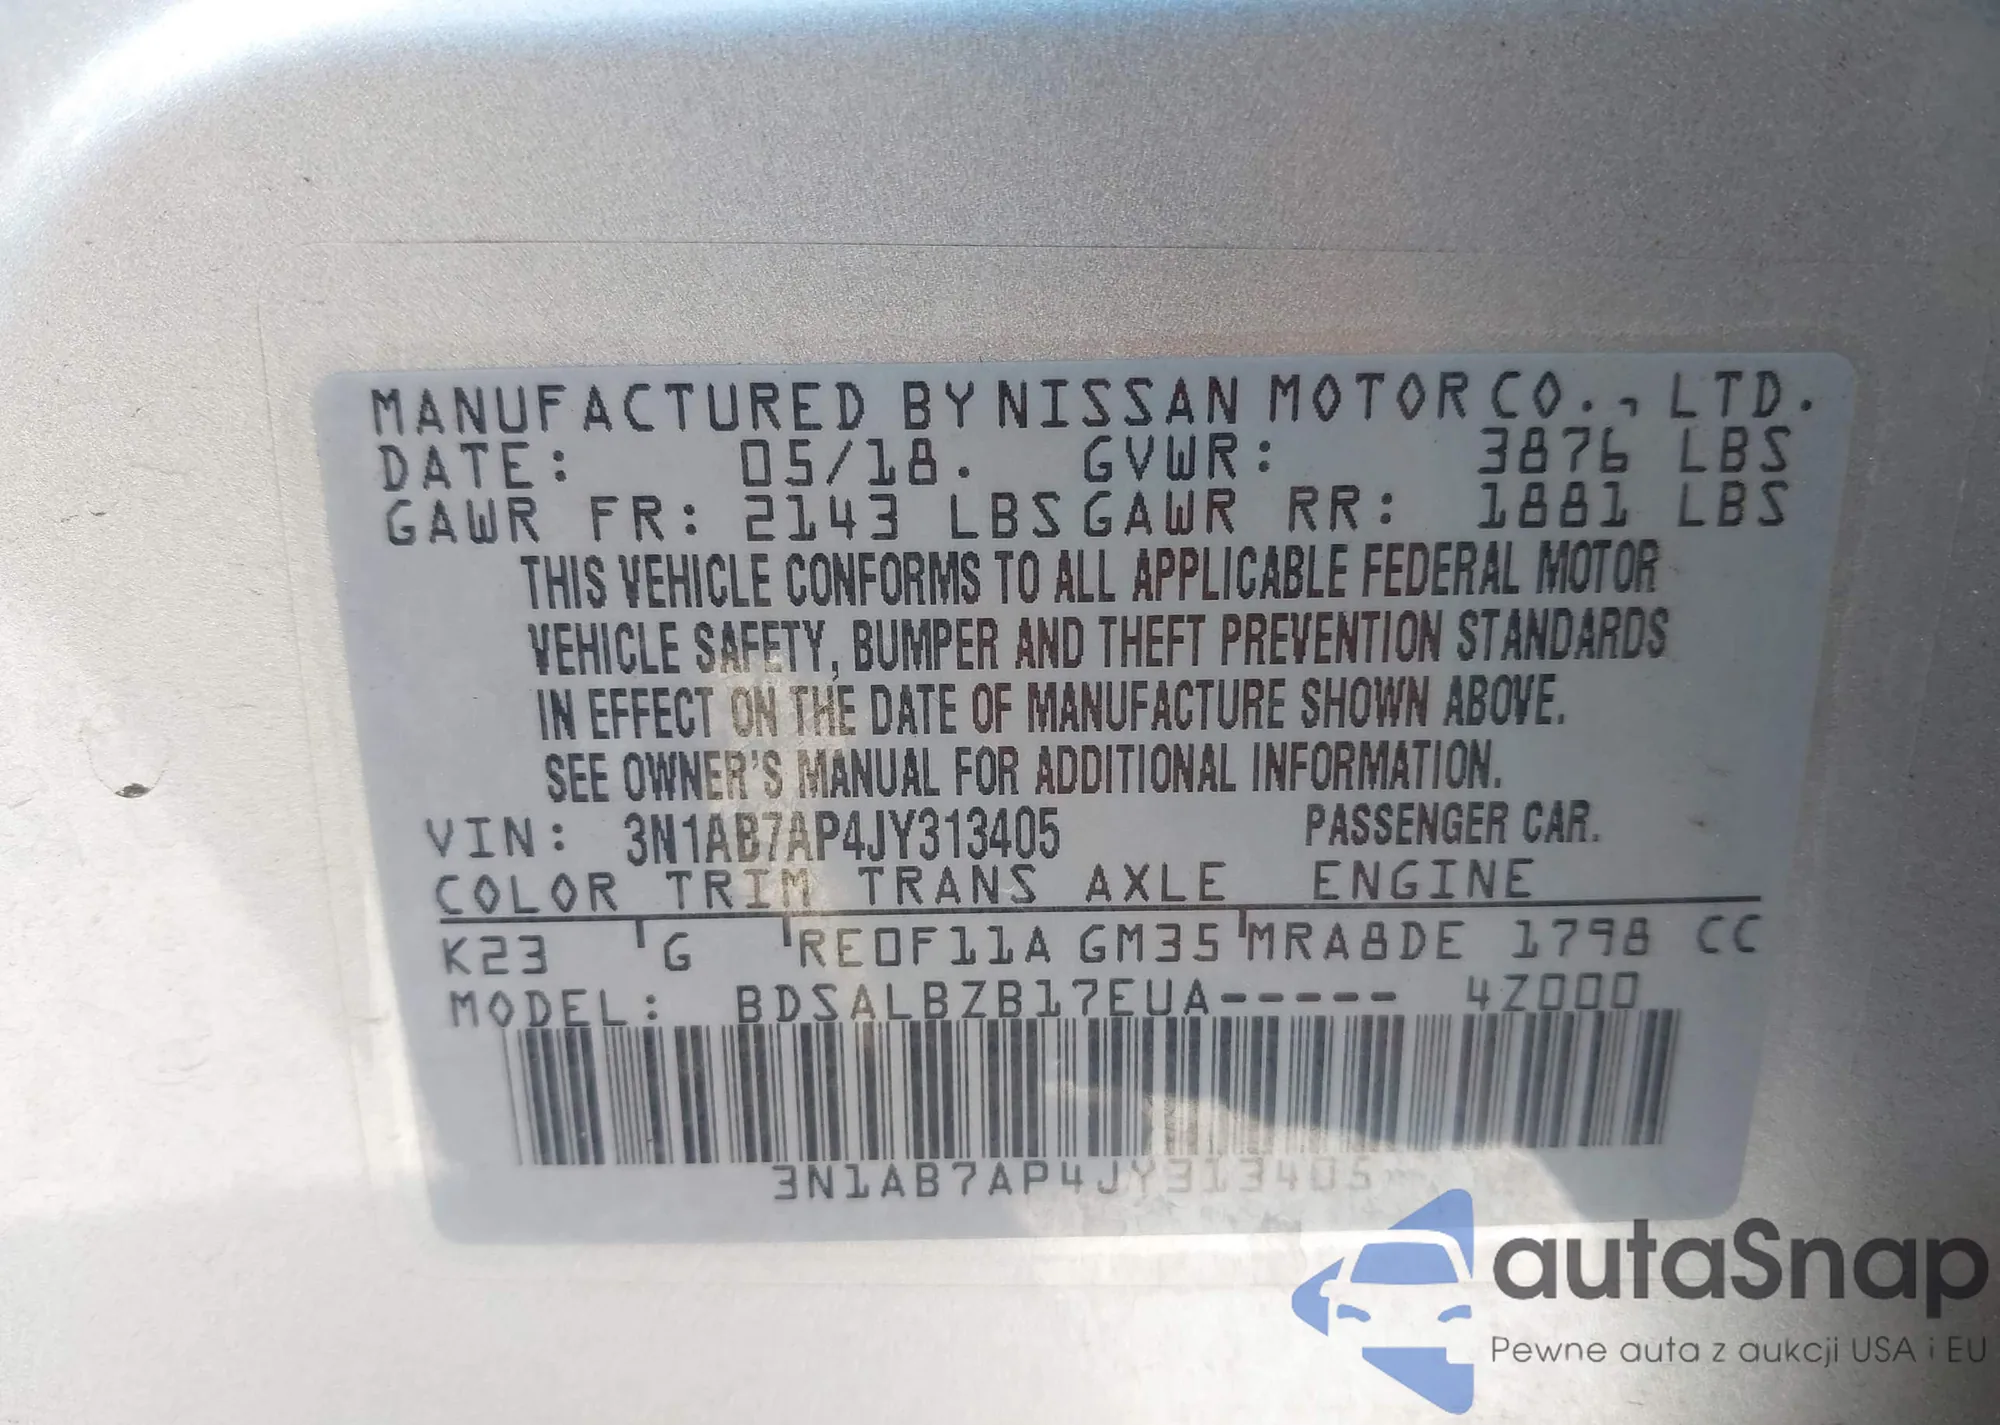 MANUFACTURED BY NISSAN MOTOR CO., LTD.
DATE: 05/18. GVWR: 3876 LBS
GAWR FR: 2143 LBS GAWR RR: 1881 LBS
THIS VEHICLE CONFORMS TO ALL APPLICABLE FEDERAL MOTOR
VEHICLE SAFETY, BUMPER AND THEFT PREVENTION STANDARDS
IN EFFECT ON THE DATE OF MANUFACTURE SHOWN ABOVE.
SEE OWNER'S MANUAL FOR ADDITIONAL INFORMATION.
VIN: 3N1AB7AP4JY313405 PASSENGER CAR.
COLOR TRIM TRANS AXLE ENGINE
K23 G RE0F11A GM35 MRA8DE 1798 CC
MODEL: BDSALBZB17EUA----- 4Z000
3N1AB7AP4JY313405
autaSnap
Pewne auta z aukcji USA i EU